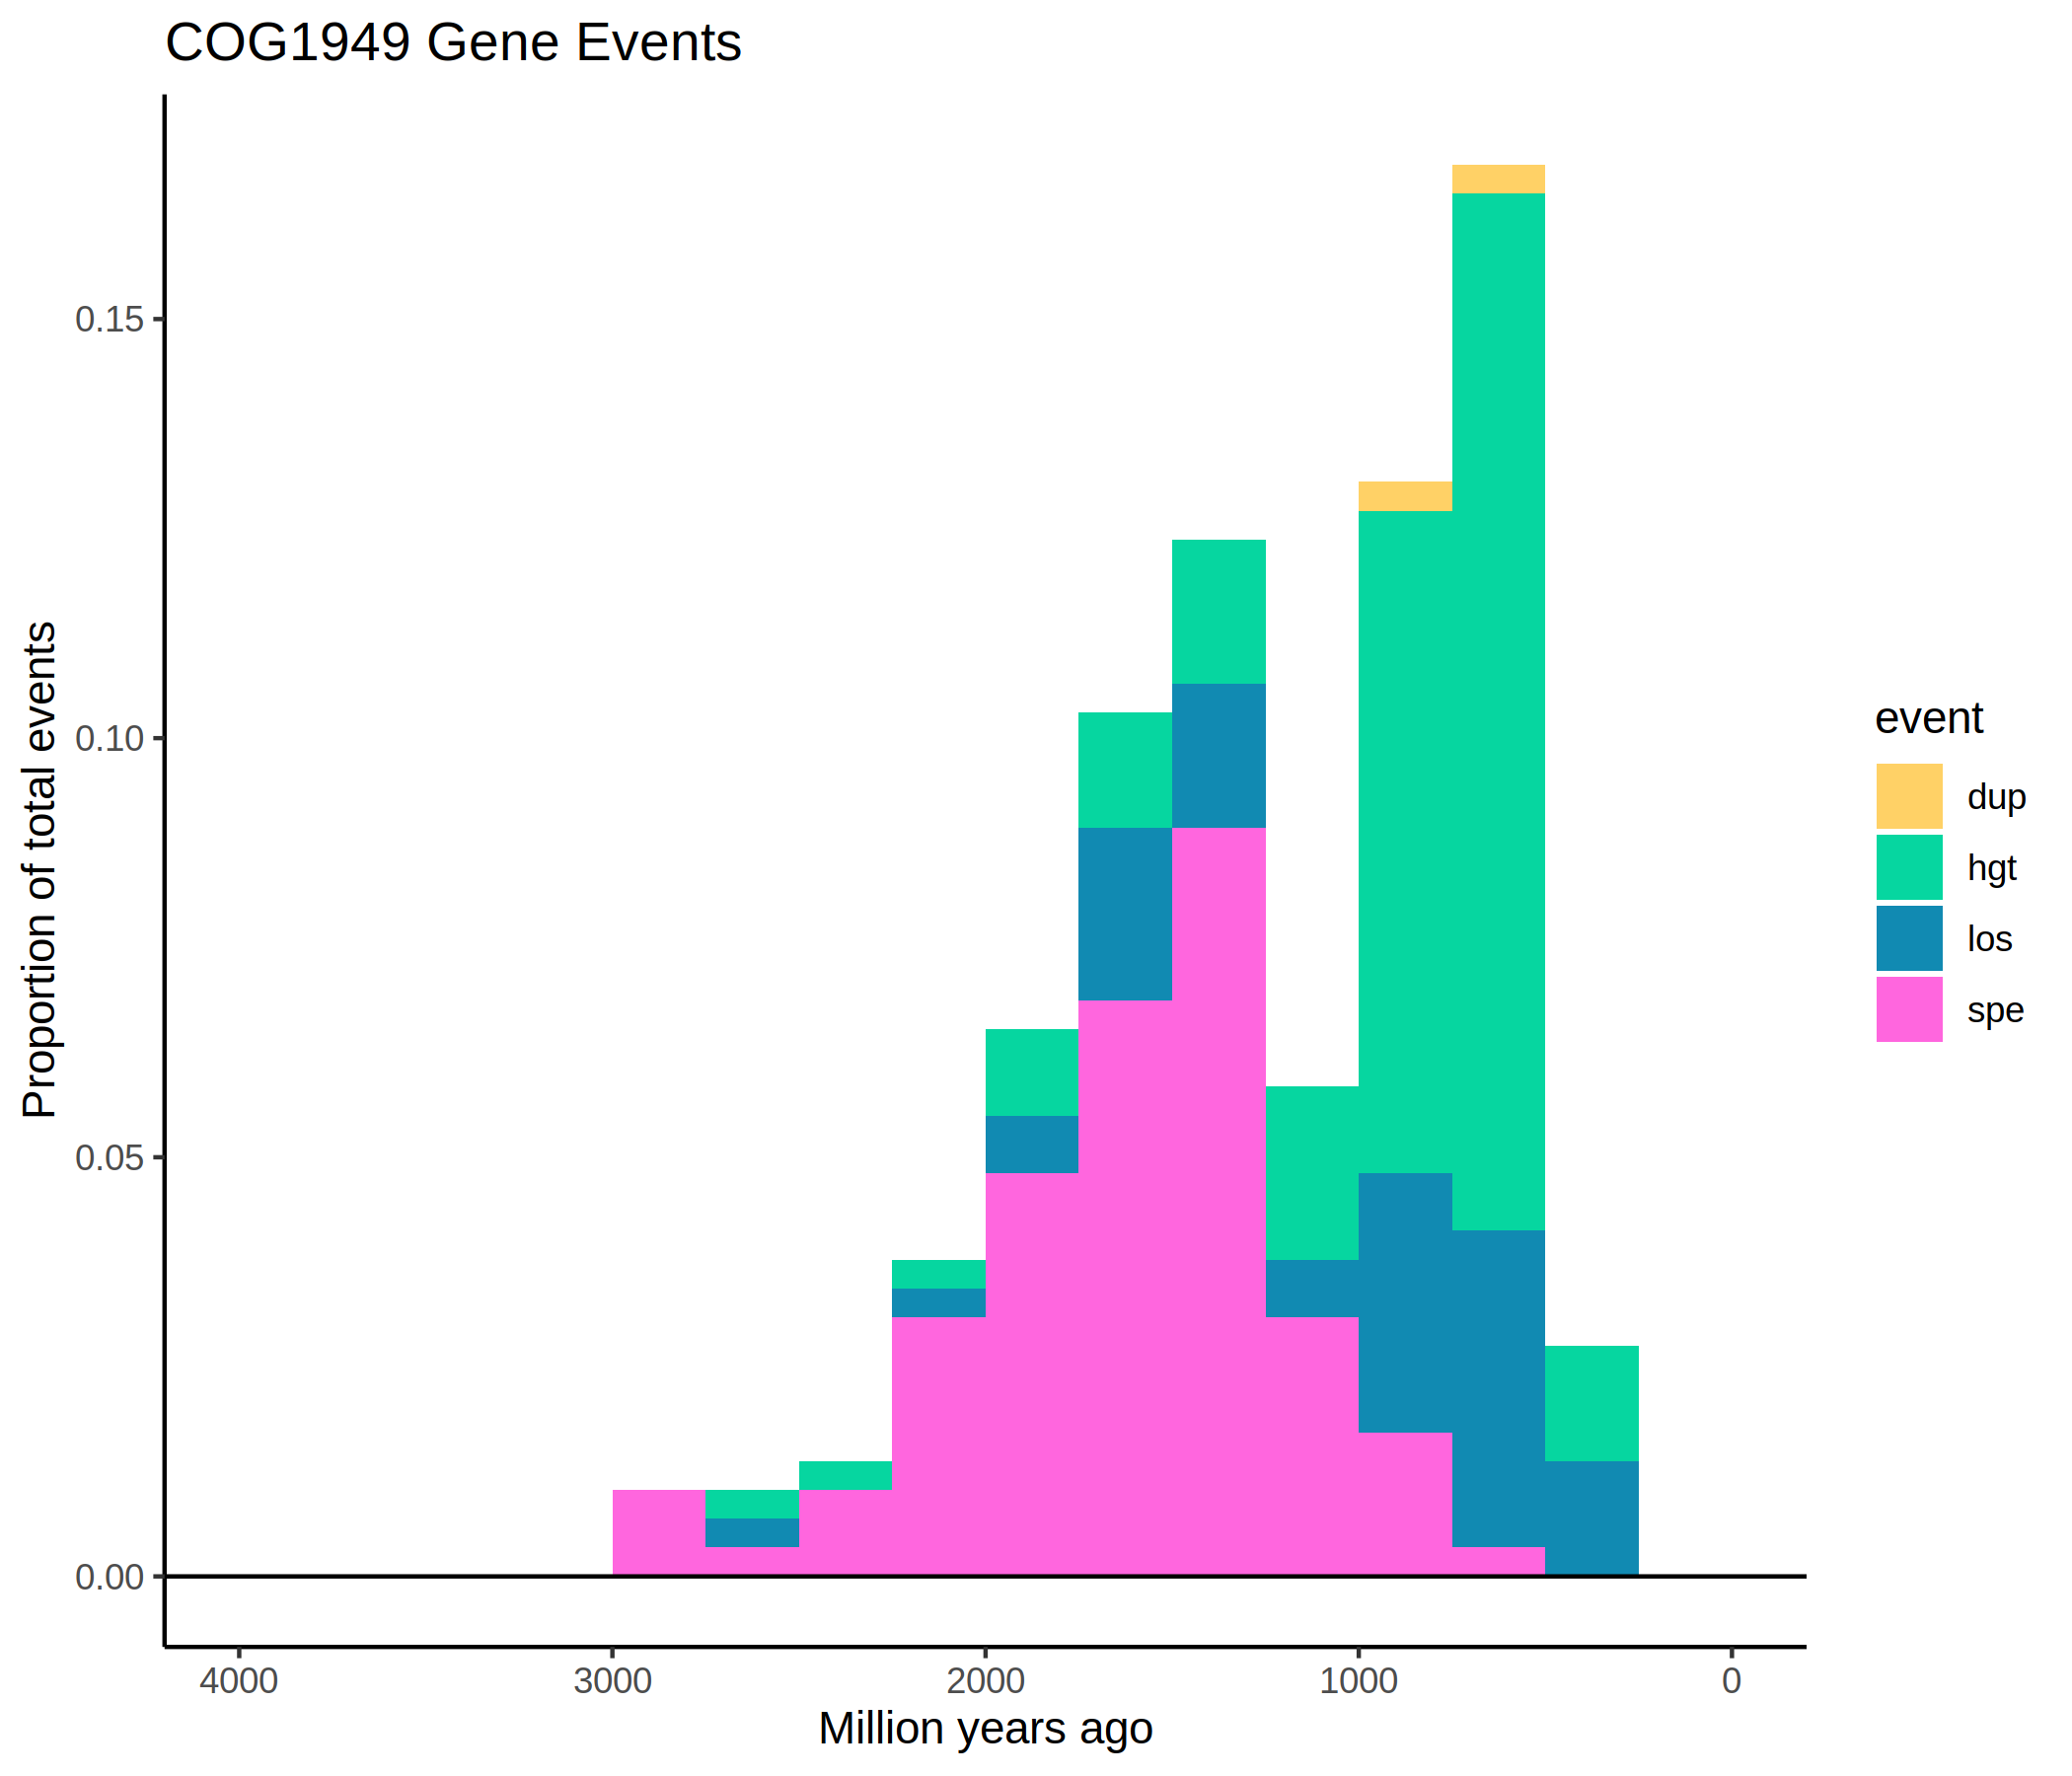 COG1949 Gene Events
Proportion of total events
0.15
0.10
0.05
0.00
4000 3000 2000 1000 0
Million years ago
event
dup
hgt
los
spe